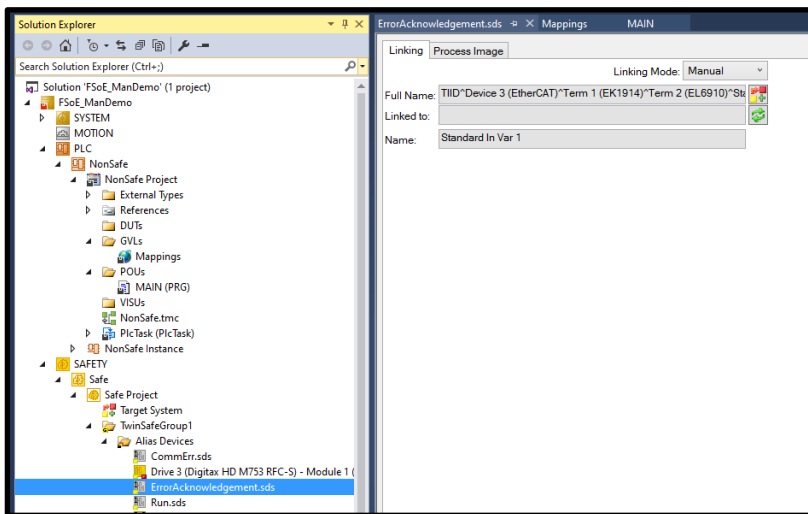 Solution Explorer
Search Solution Explorer (Ctrl+;)
Solution 'FSoE_ManDemo' (1 project)
FSoE_ManDemo
SYSTEM
MOTION
PLC
NonSafe
NonSafe Project
External Types
References
DUTs
GVLs
Mappings
POUs
MAIN (PRG)
VISUs
NonSafe.tmc
PlcTask (PlcTask)
NonSafe Instance
SAFETY
Safe
Safe Project
Target System
TwinSafeGroup1
Alias Devices
CommErr.sds
Drive 3 (Digitax HD M753 RFC-S) - Module 1 (
ErrorAcknowledgement.sds
Run.sds
ErrorAcknowledgement.sds Mappings MAIN
Linking Process Image
Linking Mode: Manual
Full Name: TIID^Device 3 (EtherCAT)^Term 1 (EK1914)^Term 2 (EL6910)^St
Linked to:
Name: Standard In Var 1